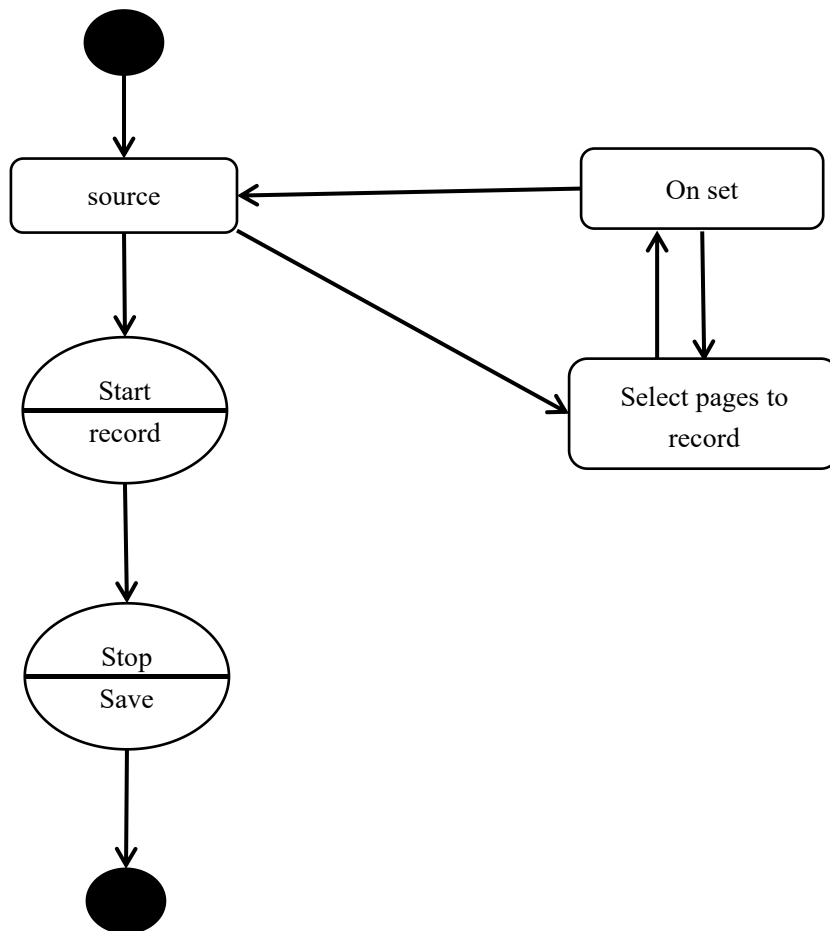 source
On set
Start
record
Select pages to
record
Stop
Save